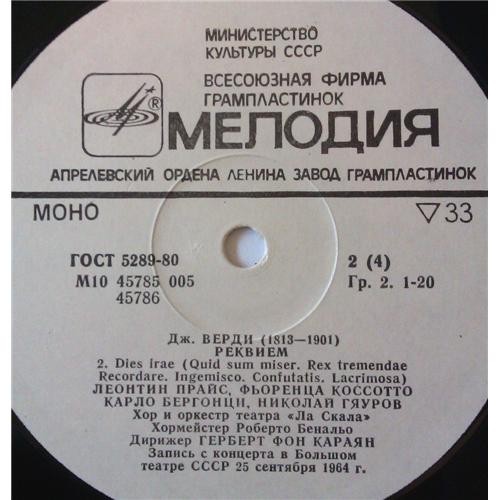 МИНИСТЕРСТВО
КУЛЬТУРЫ СССР
ВСЕСОЮЗНАЯ ФИРМА
ГРАМПЛАСТИНОК
® МЕЛОДИЯ
АПРЕЛЕВСКИЙ ОРДЕНА ЛЕНИНА ЗАВОД ГРАМПЛАСТИНОК
МОНО ▽33
ГОСТ 5289-80 2 (4)
М10 45785 005 Гр. 2. 1-20
45786
Дж. ВЕРДИ (1813—1901)
РЕКВИЕМ
2. Dies irae (Quid sum miser. Rex tremendae
Recordare. Ingemisco. Confutatis. Lacrimosa)
ЛЕОНТИН ПРАЙС, ФЬОРЕНЦА КОССОТТО
КАРЛО БЕРГОНЦИ, НИКОЛАЙ ГЯУРОВ
Хор и оркестр театра «Ла Скала»
Хормейстер Роберто Бенальо
Дирижер ГЕРБЕРТ ФОН КАРАЯН
Запись с концерта в Большом
театре СССР 25 сентября 1964 г.